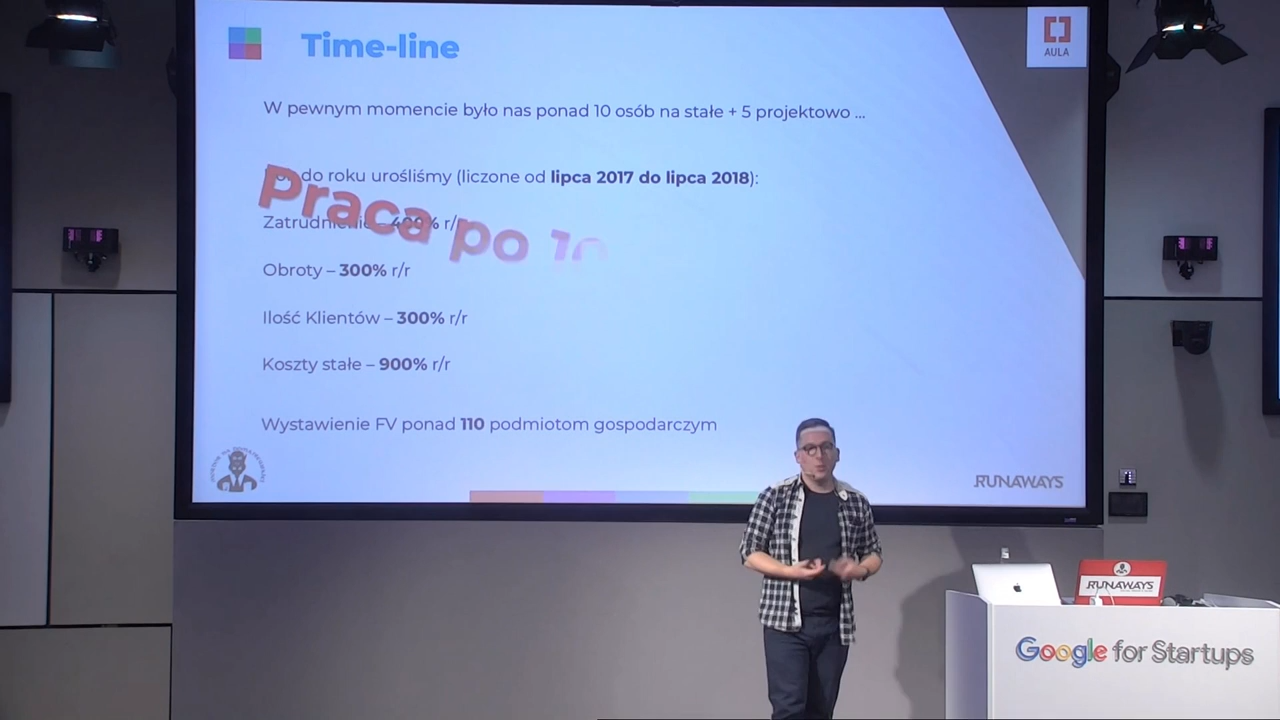 Time-line
AULA
W pewnym momencie było nas ponad 10 osób na stałe + 5 projektowo ...
do roku urośliśmy (liczone od lipca 2017 do lipca 2018):
Praca po 10
Zatrudnienie – 400% r/r
Obroty – 300% r/r
Ilość Klientów – 300% r/r
Koszty stałe – 900% r/r
Wystawienie FV ponad 110 podmiotom gospodarczym
RUNAWAYS
RUNAWAYS
Google for Startups